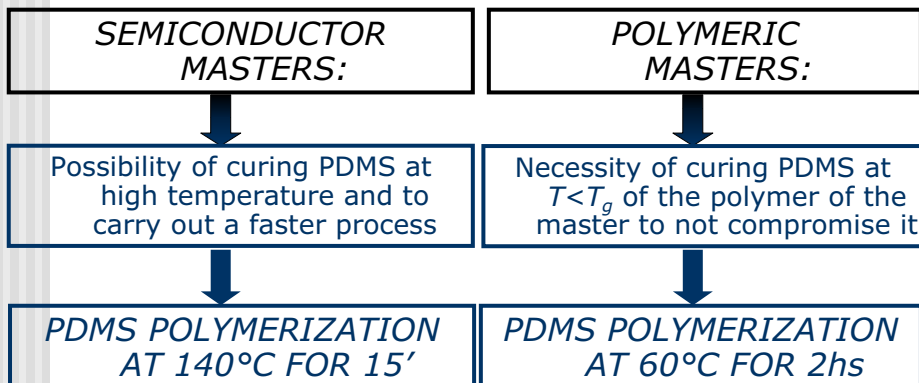 SEMICONDUCTOR
MASTERS:
Possibility of curing PDMS at
high temperature and to
carry out a faster process
PDMS POLYMERIZATION
AT 140°C FOR 15’
POLYMERIC
MASTERS:
Necessity of curing PDMS at
T<Tg of the polymer of the
master to not compromise it
PDMS POLYMERIZATION
AT 60°C FOR 2hs